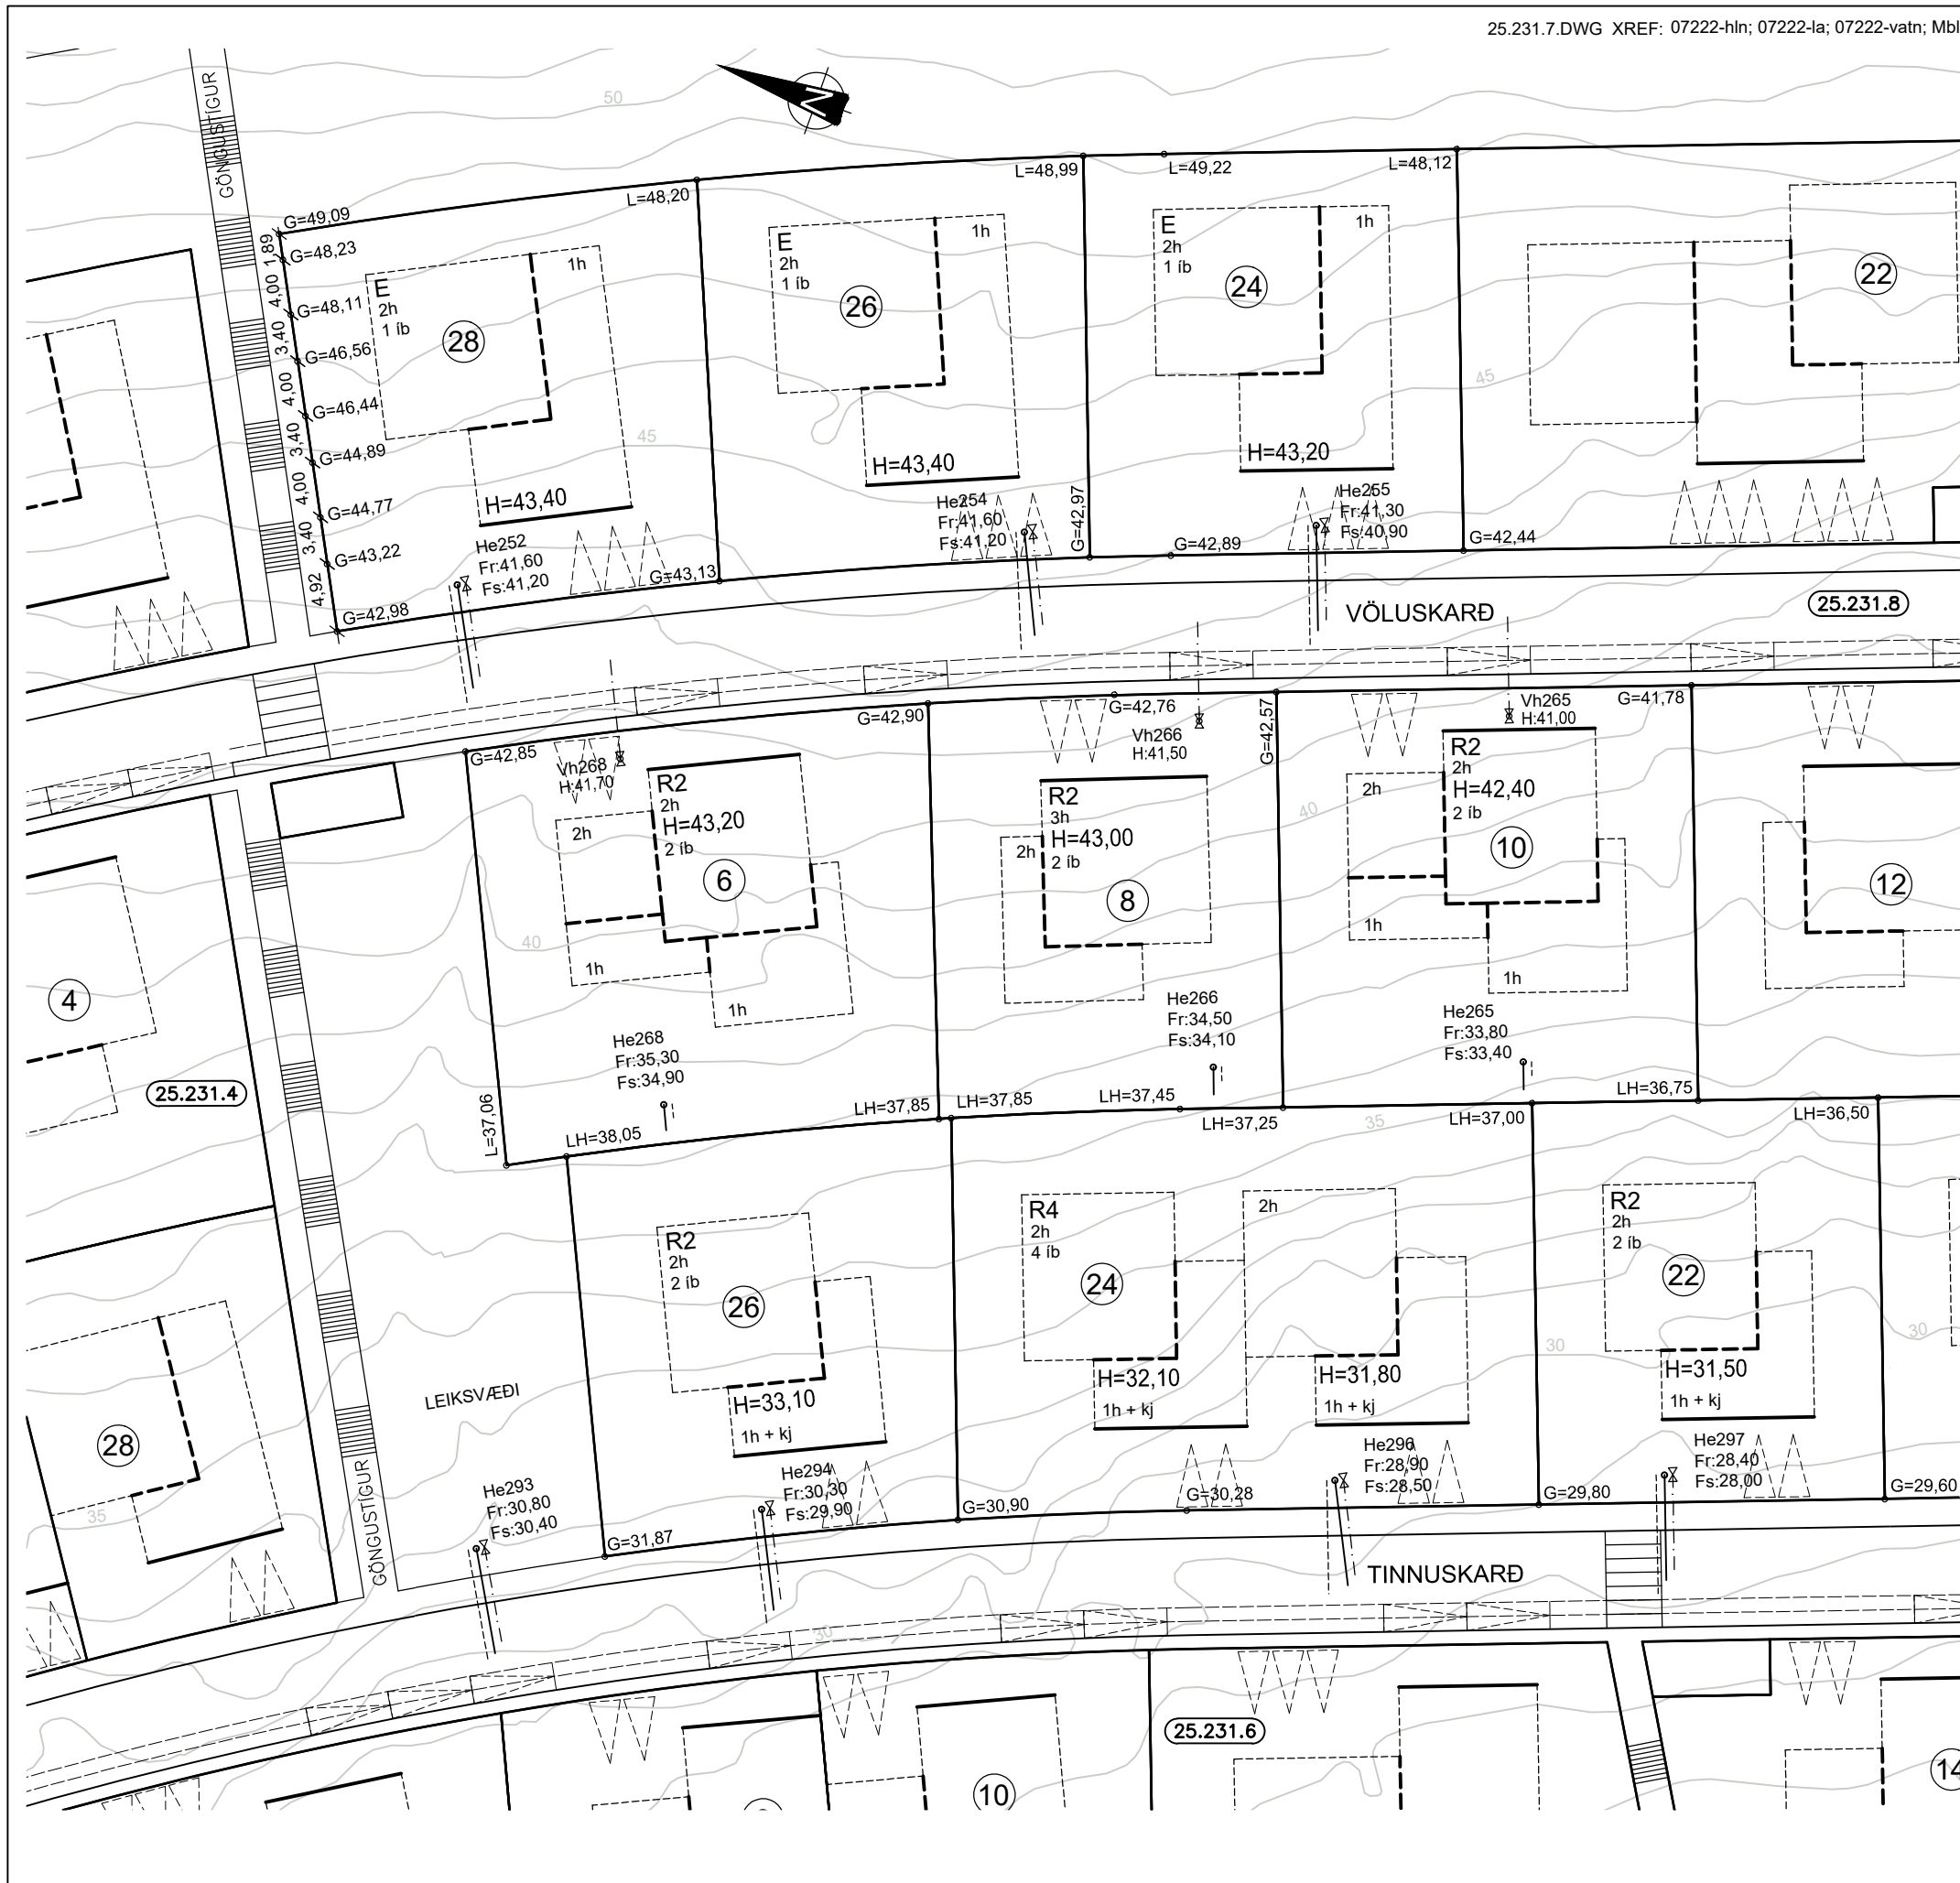 25.231.7.DWG XREF: 07222-hln; 07222-la; 07222-vatn; Mbl
GÖNGUSTÍGUR
50
N
G=49,09
L=48,20
L=48,99
L=49,22
L=48,12
1,89
G=48,23
4,00
G=48,11
3,40
G=46,56
4,00
G=46,44
3,40
G=44,89
4,00
G=44,77
3,40
G=43,22
4,92
G=42,98
E
2h
1 íb
1h
28
H=43,40
E
2h
1 íb
1h
26
H=43,40
E
2h
1 íb
1h
24
H=43,20
22
45
45
He252
Fr:41,60
Fs:41,20
G=43,13
He254
Fr:41,60
Fs:41,20
G=42,97
G=42,89
He255
Fr:41,30
Fs:40,90
G=42,44
VÖLUSKARÐ
25.231.8
G=42,85
Vh268
H:41,70
G=42,90
G=42,76
Vh266
H:41,50
G=42,57
Vh265
H:41,00
G=41,78
R2
2h
H=43,20
2 íb
2h
6
1h
1h
40
R2
3h
H=43,00
2 íb
2h
8
40
R2
2h
H=42,40
2 íb
2h
10
1h
1h
12
4
25.231.4
He268
Fr:35,30
Fs:34,90
He266
Fr:34,50
Fs:34,10
He265
Fr:33,80
Fs:33,40
L=37,06
LH=38,05
LH=37,85
LH=37,85
LH=37,45
LH=37,25
35
LH=37,00
LH=36,75
LH=36,50
R2
2h
2 íb
26
H=33,10
1h + kj
R4
2h
4 íb
24
H=32,10
1h + kj
2h
H=31,80
1h + kj
R2
2h
2 íb
22
H=31,50
1h + kj
30
30
28
35
LEIKSVÆÐI
GÖNGUSTÍGUR
He293
Fr:30,80
Fs:30,40
G=31,87
He294
Fr:30,30
Fs:29,90
G=30,90
G=30,28
He296
Fr:28,90
Fs:28,50
G=29,80
He297
Fr:28,40
Fs:28,00
G=29,60
TINNUSKARÐ
30
25.231.6
10
14